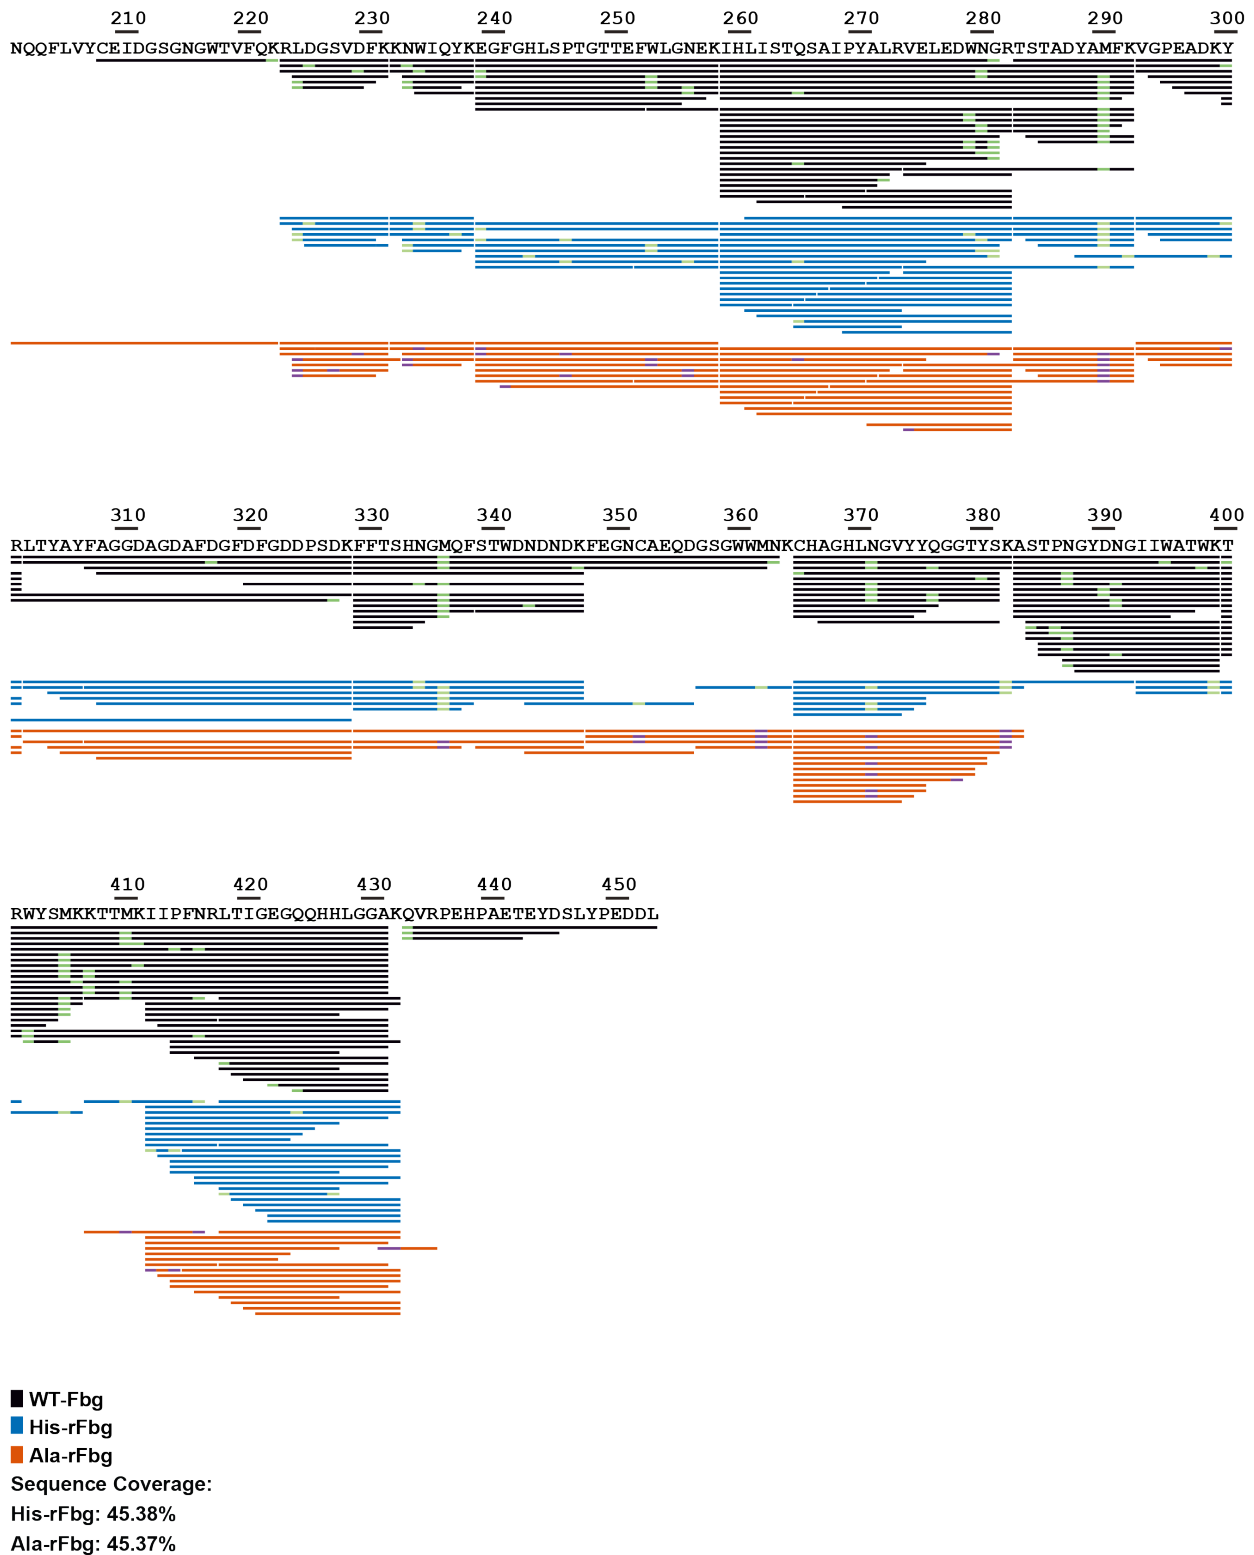 210 220 230 240 250 260 270 280 290 300
NQQFLVYCEIDGSGNGWTVFQKRLDGSVDFKKNWIQYKEGFGHLSPTGTTEFWLGNEKIHLISTQSAIPYALRVELEDWNGRTSTADYAMFKVGPEADKY
310 320 330 340 350 360 370 380 390 400
RLTYAYFAGGDAGDAFDGFDFGDDPSDKFFTSHNGMQFSTWDNDNDKFEGNCAEQDGSGWWMNKCHAGHLNGVYYQGGTYSKASTPNGYDNGIIWATWKT
410 420 430 440 450
RWYSMKKTTMKIIPFNRLTIGEGQQHHLGGAKQVRPEHPAETEYDSLYPEDDL
WT-Fbg
His-rFbg
Ala-rFbg
Sequence Coverage:
His-rFbg: 45.38%
Ala-rFbg: 45.37%